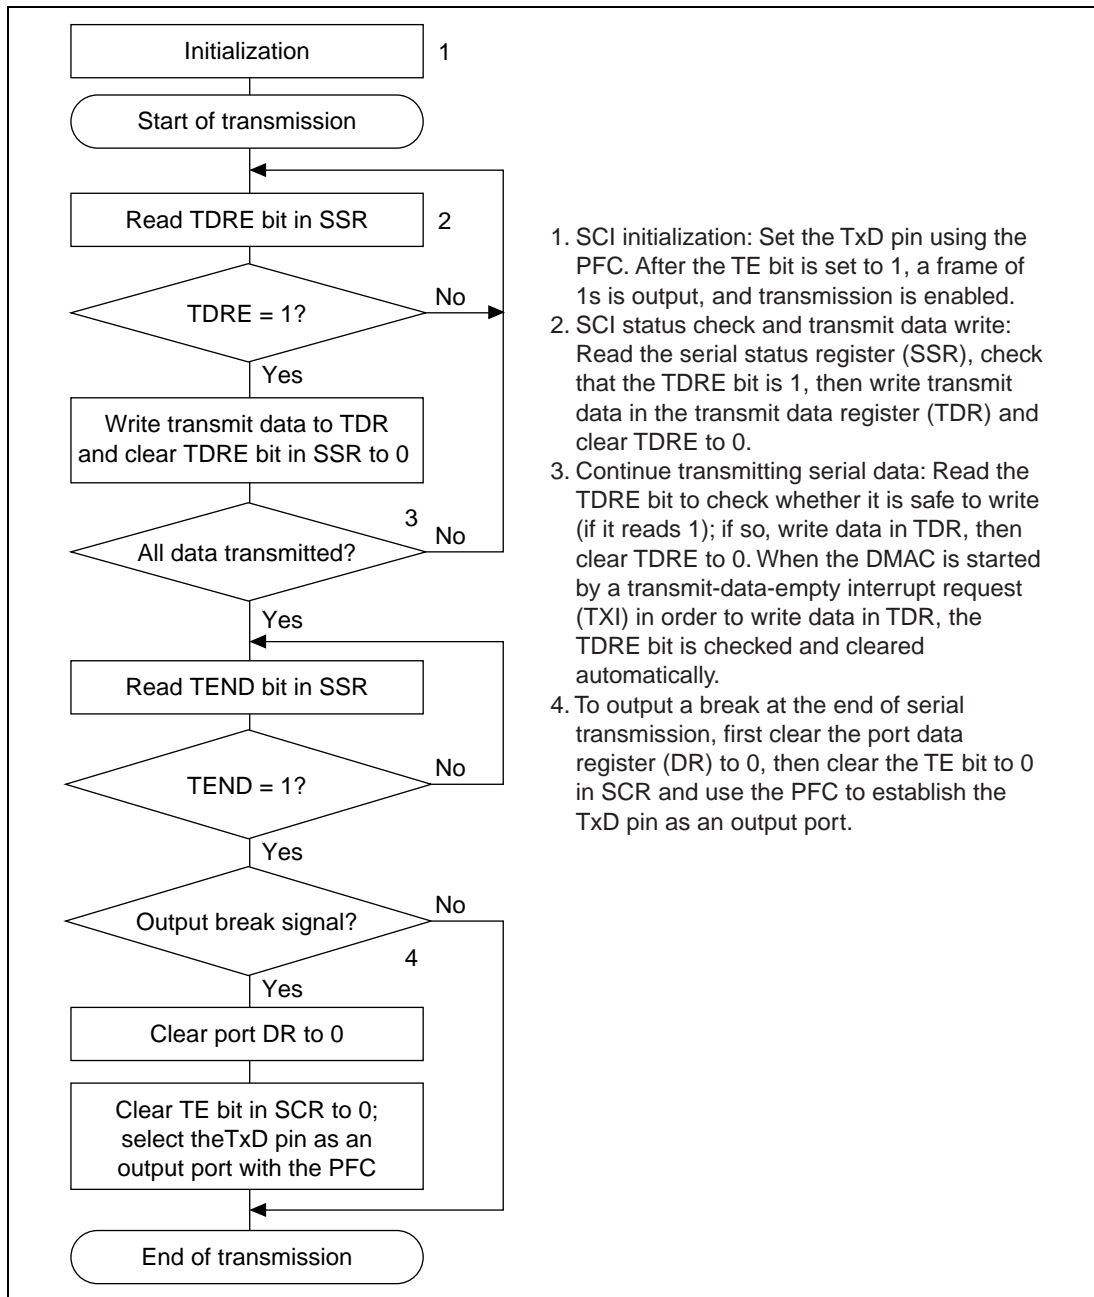 Initialization
1
Start of transmission
Read TDRE bit in SSR
2
TDRE = 1?
No
Yes
Write transmit data to TDR
and clear TDRE bit in SSR to 0
3
All data transmitted?
No
Yes
Read TEND bit in SSR
TEND = 1?
No
Yes
Output break signal?
No
4
Yes
Clear port DR to 0
Clear TE bit in SCR to 0;
select theTxD pin as an
output port with the PFC
End of transmission
1. SCI initialization: Set the TxD pin using the
PFC. After the TE bit is set to 1, a frame of
1s is output, and transmission is enabled.
2. SCI status check and transmit data write:
Read the serial status register (SSR), check
that the TDRE bit is 1, then write transmit
data in the transmit data register (TDR) and
clear TDRE to 0.
3. Continue transmitting serial data: Read the
TDRE bit to check whether it is safe to write
(if it reads 1); if so, write data in TDR, then
clear TDRE to 0. When the DMAC is started
by a transmit-data-empty interrupt request
(TXI) in order to write data in TDR, the
TDRE bit is checked and cleared
automatically.
4. To output a break at the end of serial
transmission, first clear the port data
register (DR) to 0, then clear the TE bit to 0
in SCR and use the PFC to establish the
TxD pin as an output port.